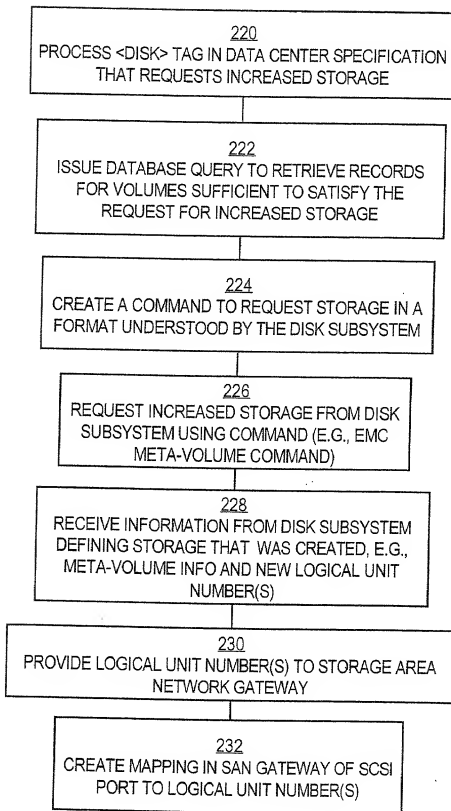 220
PROCESS <DISK> TAG IN DATA CENTER SPECIFICATION
THAT REQUESTS INCREASED STORAGE
222
ISSUE DATABASE QUERY TO RETRIEVE RECORDS
FOR VOLUMES SUFFICIENT TO SATISFY THE
REQUEST FOR INCREASED STORAGE
224
CREATE A COMMAND TO REQUEST STORAGE IN A
FORMAT UNDERSTOOD BY THE DISK SUBSYSTEM
226
REQUEST INCREASED STORAGE FROM DISK
SUBSYSTEM USING COMMAND (E.G., EMC
META-VOLUME COMMAND)
228
RECEIVE INFORMATION FROM DISK SUBSYSTEM
DEFINING STORAGE THAT WAS CREATED, E.G.,
META-VOLUME INFO AND NEW LOGICAL UNIT
NUMBER(S)
230
PROVIDE LOGICAL UNIT NUMBER(S) TO STORAGE AREA
NETWORK GATEWAY
232
CREATE MAPPING IN SAN GATEWAY OF SCSI
PORT TO LOGICAL UNIT NUMBER(S)